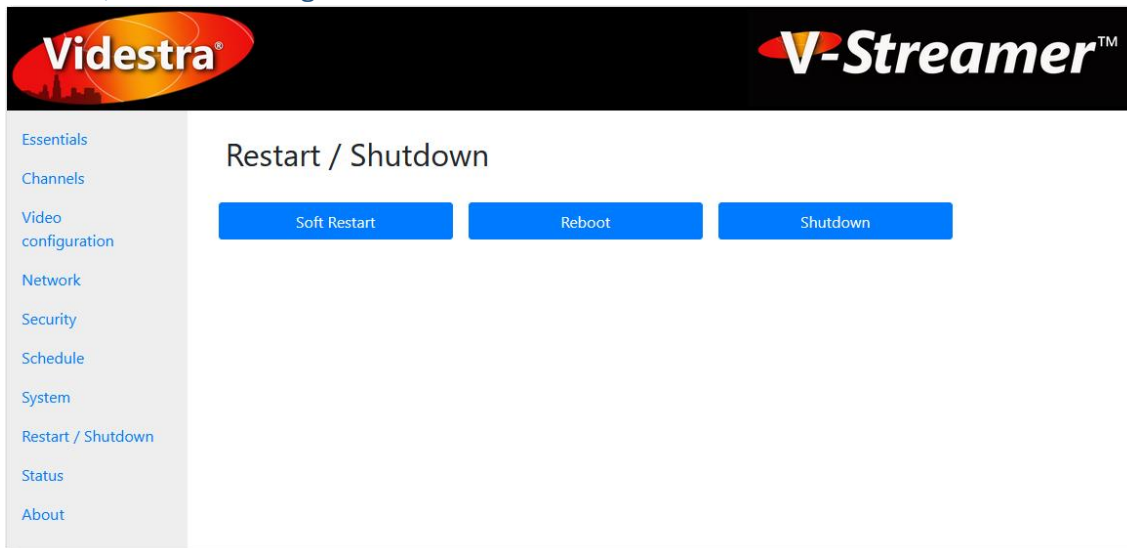 Videstra®
V-Streamer™
Essentials
Channels
Video
configuration
Network
Security
Schedule
System
Restart / Shutdown
Status
About
Restart / Shutdown
Soft Restart
Reboot
Shutdown